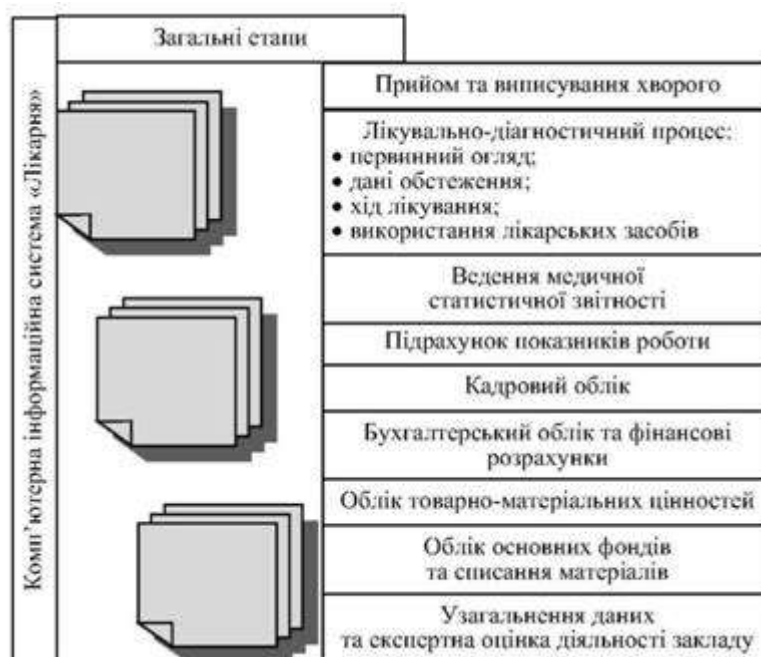 Комп’ютерна інформаційна система «Лікарня»
Загальні етапи
Прийом та виписування хворого
Лікувально-діагностичний процес:
• первинний огляд;
• дані обстеження;
• хід лікування;
• використання лікарських засобів
Ведення медичної
статистичної звітності
Підрахунок показників роботи
Кадровий облік
Бухгалтерський облік та фінансові
розрахунки
Облік товарно-матеріальних цінностей
Облік основних фондів
та списання матеріалів
Узагальнення даних
та експертна оцінка діяльності закладу